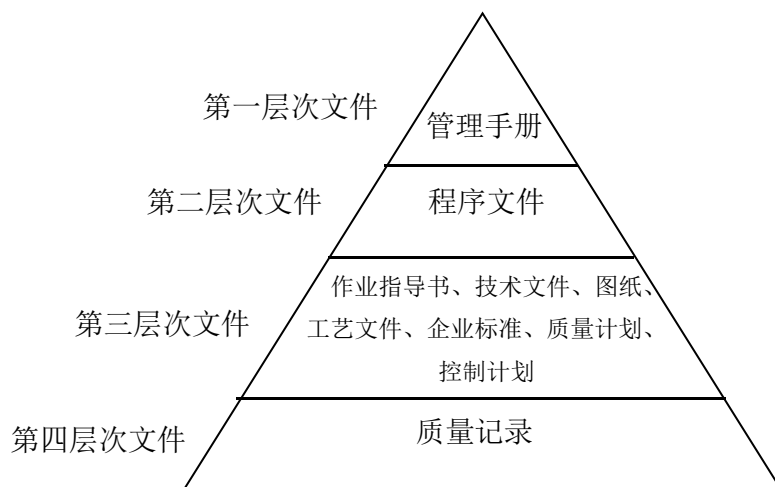 第一层次文件
管理手册
第二层次文件
程序文件
作业指导书、技术文件、图纸、
第三层次文件
工艺文件、企业标准、质量计划、
控制计划
第四层次文件
质量记录